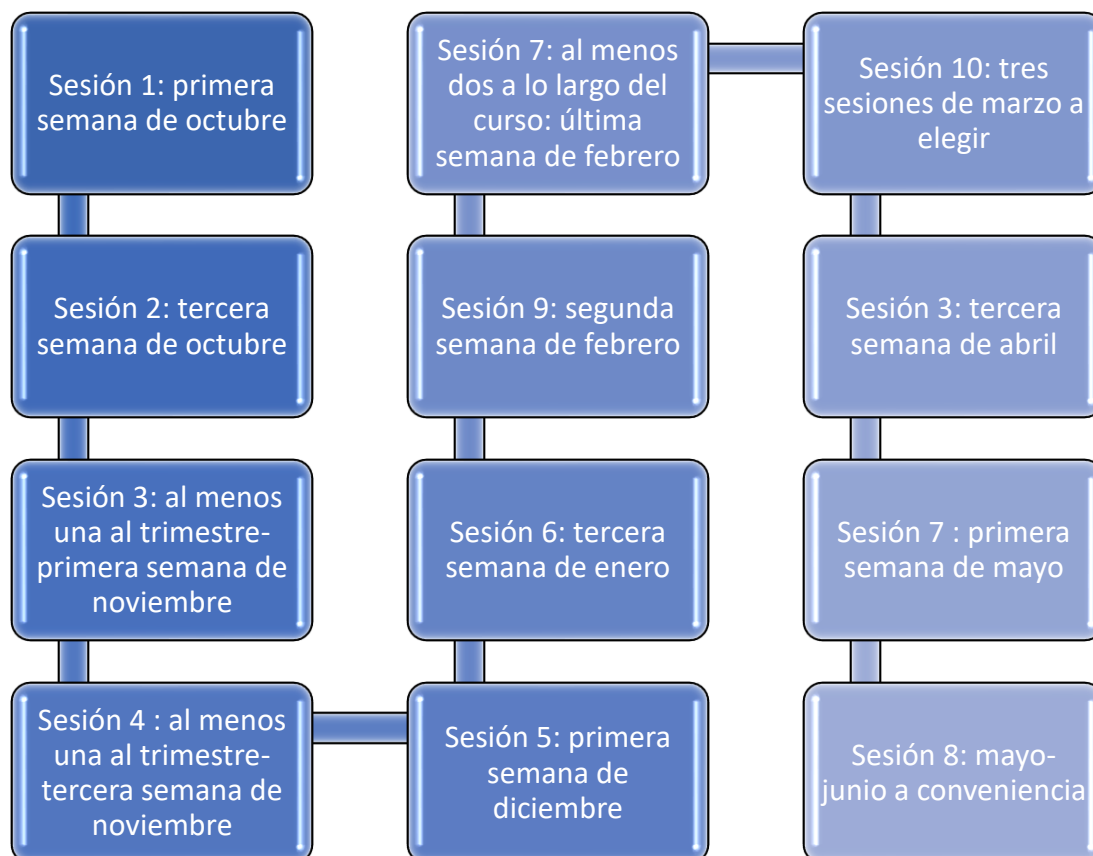 Sesión 1: primera
semana de octubre
Sesión 2: tercera
semana de octubre
Sesión 3: al menos
una al trimestre-
primera semana de
noviembre
Sesión 4 : al menos
una al trimestre-
tercera semana de
noviembre
Sesión 5: primera
semana de
diciembre
Sesión 6: tercera
semana de enero
Sesión 9: segunda
semana de febrero
Sesión 7: al menos
dos a lo largo del
curso: última
semana de febrero
Sesión 10: tres
sesiones de marzo a
elegir
Sesión 3: tercera
semana de abril
Sesión 7 : primera
semana de mayo
Sesión 8: mayo-
junio a conveniencia